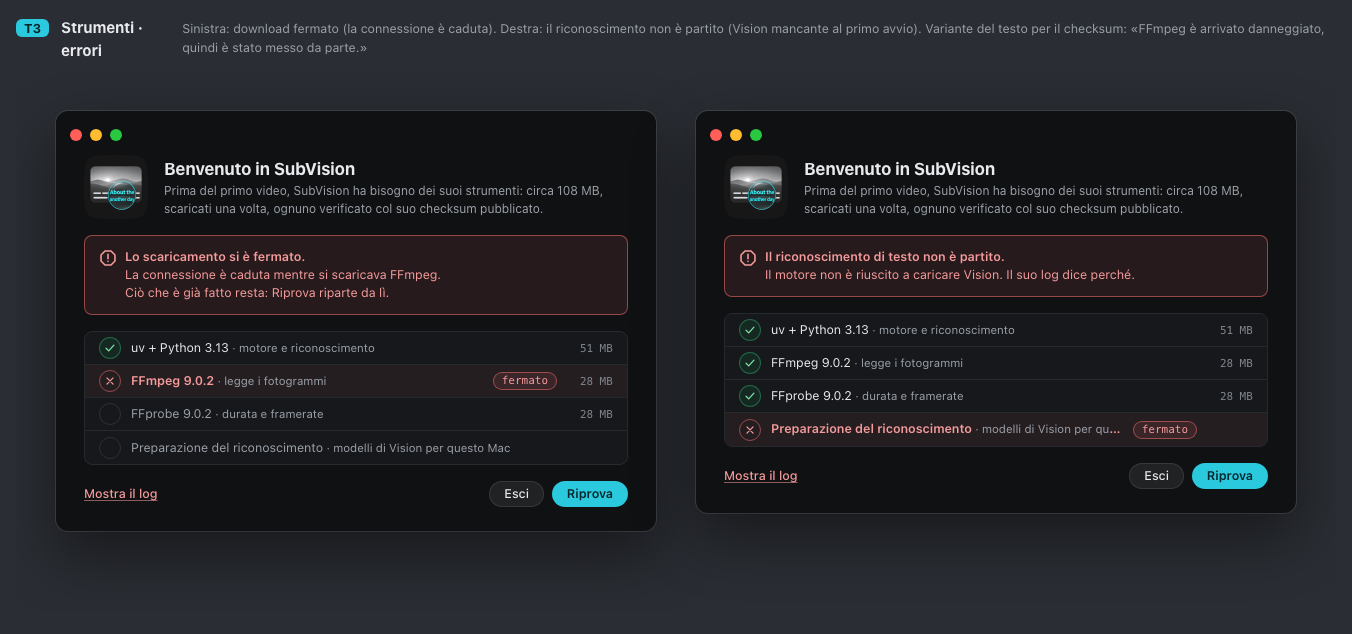 T3
Strumenti ·
errori
Sinistra: download fermato (la connessione è caduta). Destra: il riconoscimento non è partito (Vision mancante al primo avvio). Variante del testo per il checksum: «FFmpeg è arrivato danneggiato,
quindi è stato messo da parte.»
About the
another day
Benvenuto in SubVision
Prima del primo video, SubVision ha bisogno dei suoi strumenti: circa 108 MB,
scaricati una volta, ognuno verificato col suo checksum pubblicato.
Lo scaricamento si è fermato.
La connessione è caduta mentre si scaricava FFmpeg.
Ciò che è già fatto resta: Riprova riparte da lì.
uv + Python 3.13 · motore e riconoscimento 51 MB
FFmpeg 9.0.2 · legge i fotogrammi fermato 28 MB
FFprobe 9.0.2 · durata e framerate 28 MB
Preparazione del riconoscimento · modelli di Vision per questo Mac
Mostra il log Esci Riprova
About the
another day
Benvenuto in SubVision
Prima del primo video, SubVision ha bisogno dei suoi strumenti: circa 108 MB,
scaricati una volta, ognuno verificato col suo checksum pubblicato.
Il riconoscimento di testo non è partito.
Il motore non è riuscito a caricare Vision. Il suo log dice perché.
uv + Python 3.13 · motore e riconoscimento 51 MB
FFmpeg 9.0.2 · legge i fotogrammi 28 MB
FFprobe 9.0.2 · durata e framerate 28 MB
Preparazione del riconoscimento · modelli di Vision per qu... fermato
Mostra il log Esci Riprova